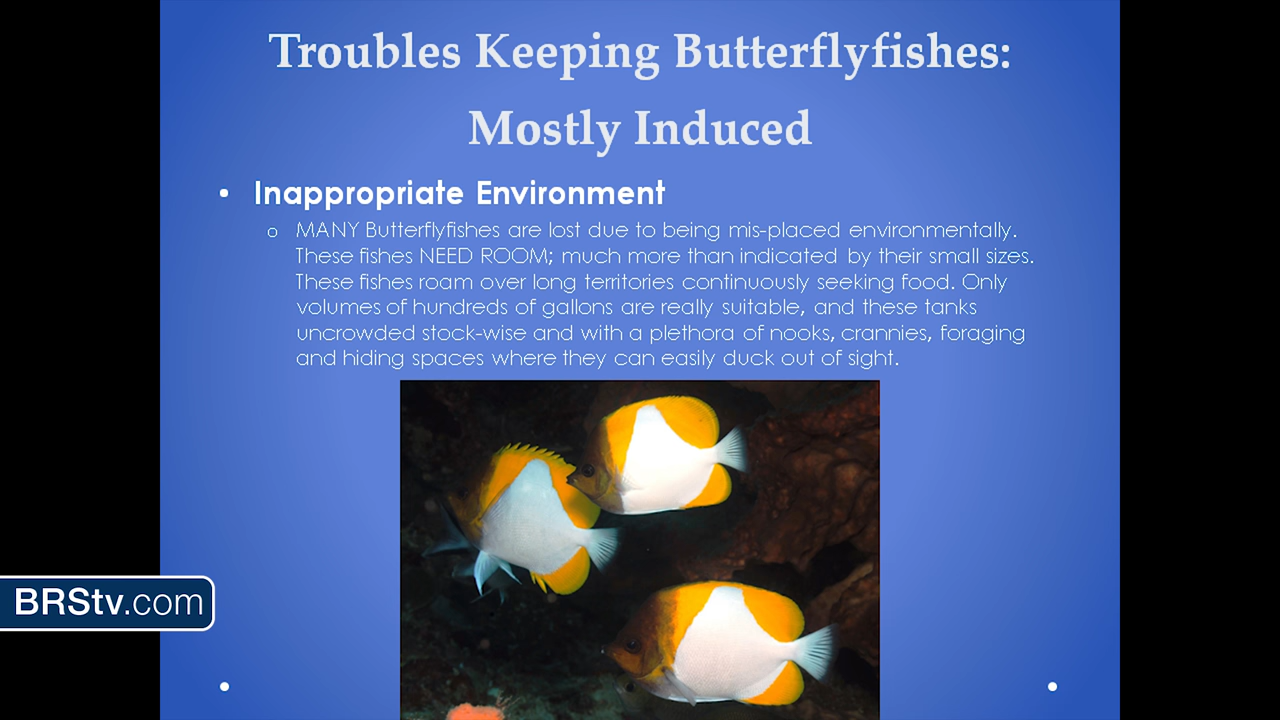 Troubles Keeping Butterflyfishes:
Mostly Induced
• Inappropriate Environment
o MANY Butterflyfishes are lost due to being mis-placed environmentally.
These fishes NEED ROOM; much more than indicated by their small sizes.
These fishes roam over long territories continuously seeking food. Only
volumes of hundreds of gallons are really suitable, and these tanks
uncrowded stock-wise and with a plethora of nooks, crannies, foraging
and hiding spaces where they can easily duck out of sight.
BRStv.com